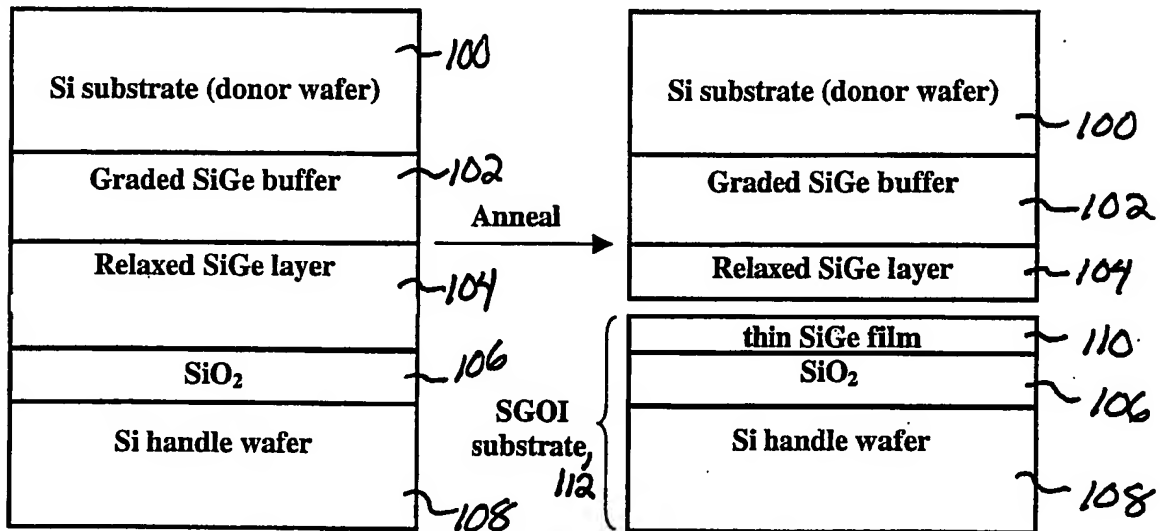 Si substrate (donor wafer)
100
Graded SiGe buffer
102
Relaxed SiGe layer
104
SiO₂
106
Si handle wafer
108
Anneal
Si substrate (donor wafer)
100
Graded SiGe buffer
102
Relaxed SiGe layer
104
thin SiGe film
110
SiO₂
106
Si handle wafer
108
SGOI
substrate,
112